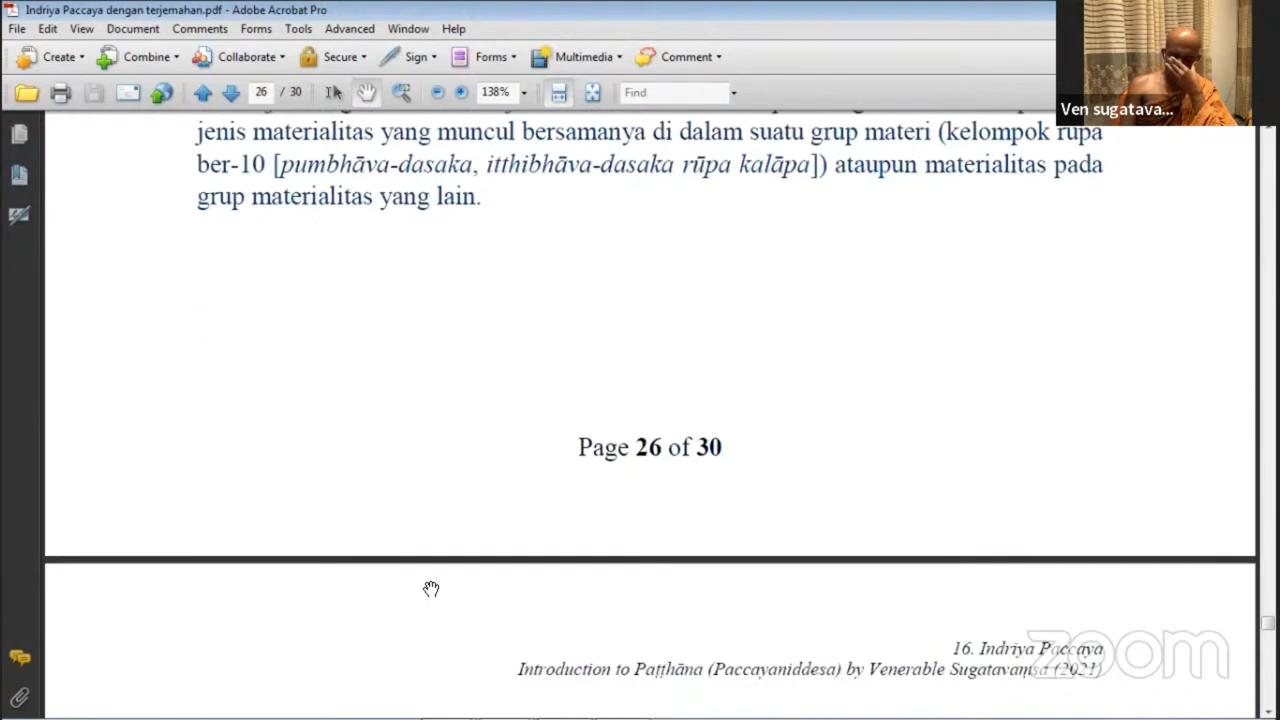 Indriya Paccaya dengan terjemahan.pdf - Adobe Acrobat Pro
File Edit View Document Comments Forms Tools Advanced Window Help
Create Combine Collaborate Secure Sign Forms Multimedia Comment
26 / 30 138% Find
Ven sugatava...
jenis materialitas yang muncul bersamanya di dalam suatu grup materi (kelompok rupa
ber-10 [pumbhāva-dasaka, itthibhāva-dasaka rūpa kalāpa]) ataupun materialitas pada
grup materialitas yang lain.
Page 26 of 30
16. Indriya Paccaya
Introduction to Paṭṭhāna (Paccayaniddesa) by Venerable Sugatavaṃsa (2021)
zoom